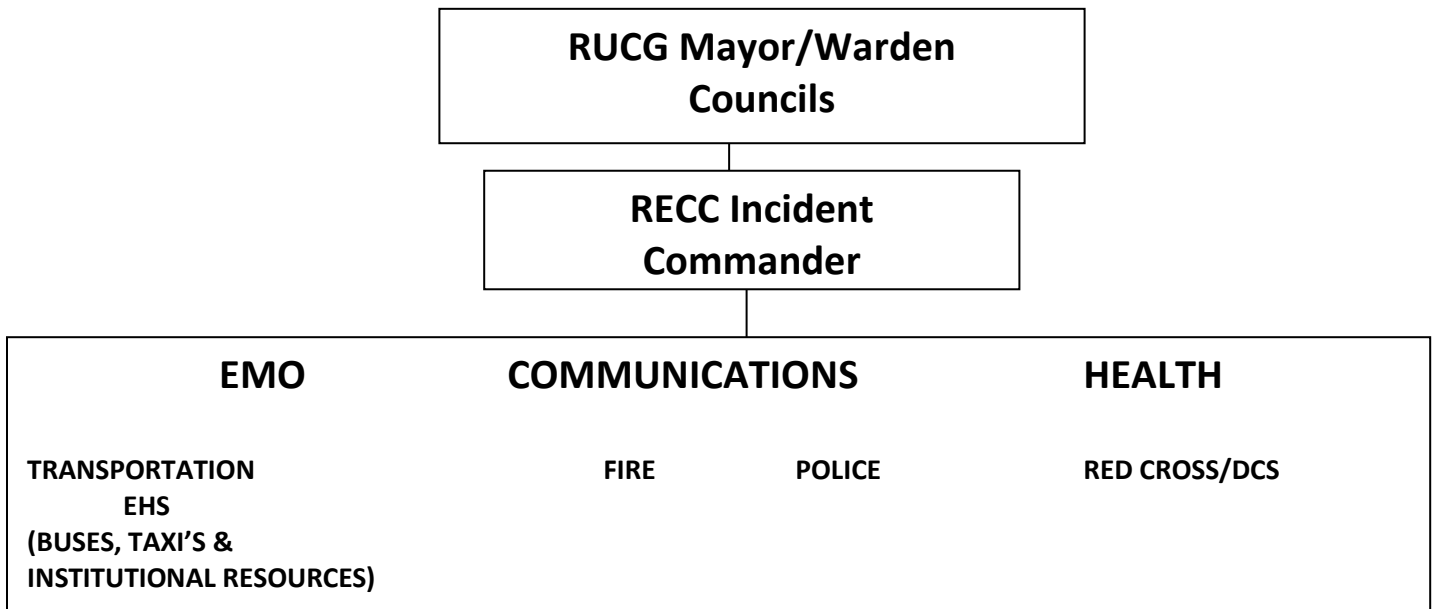 RUCG Mayor/Warden
Councils
RECC Incident
Commander
EMO COMMUNICATIONS HEALTH
TRANSPORTATION FIRE POLICE RED CROSS/DCS
EHS
(BUSES, TAXI’S &
INSTITUTIONAL RESOURCES)